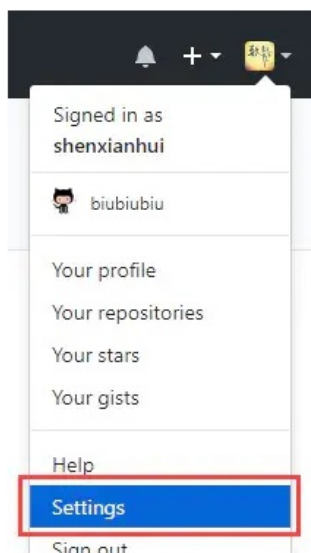 Signed in as
shenxianhui
biubiubiu
Your profile
Your repositories
Your stars
Your gists
Help
Settings
Sign out